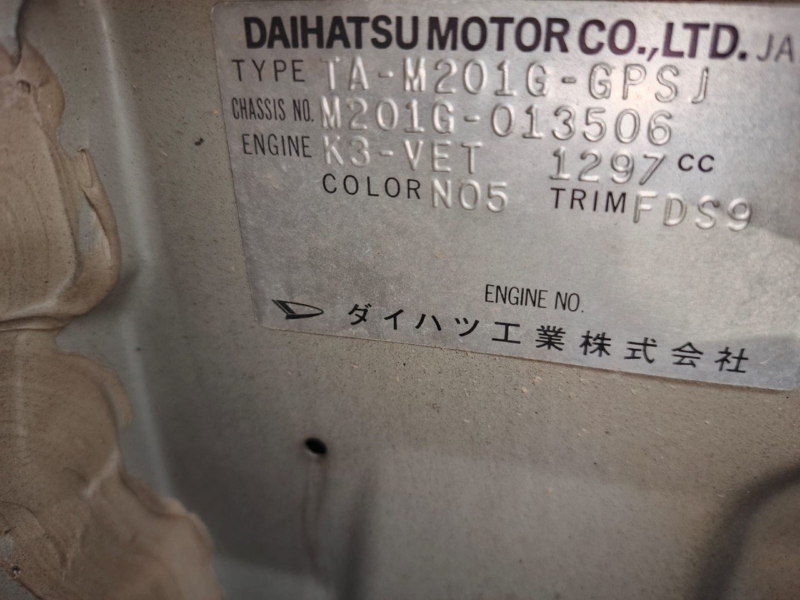 DAIHATSU MOTOR CO.,LTD. JA
TYPE TA-M201G-GPSJ
CHASSIS NO. M201G-013506
ENGINE K3-VET 1297 CC
COLOR N05 TRIM FDS9
ENGINE NO.
ダイハツ工業株式会社